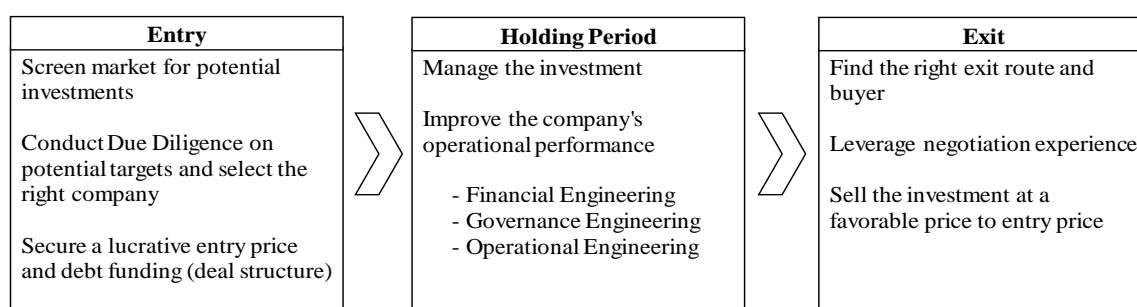 Entry
Screen market for potential
investments
Conduct Due Diligence on
potential targets and select the
right company
Secure a lucrative entry price
and debt funding (deal structure)
Holding Period
Manage the investment
Improve the company's
operational performance
- Financial Engineering
- Governance Engineering
- Operational Engineering
Exit
Find the right exit route and
buyer
Leverage negotiation experience
Sell the investment at a
favorable price to entry price